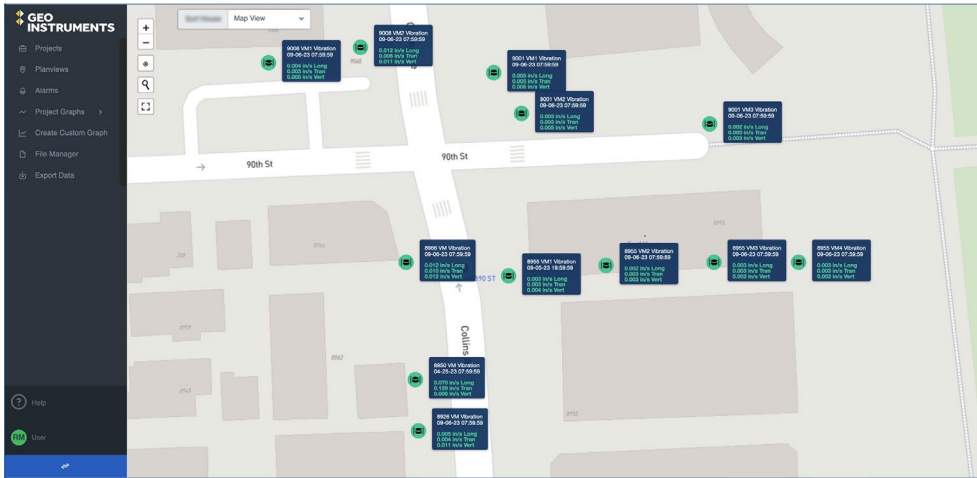 GEO
INSTRUMENTS
Projects
Planviews
Alarms
Project Graphs
Create Custom Graph
File Manager
Export Data
Help
RM User
Map View
9008 VM1 Vibration
09-06-23 07:59:59
0.004 in/s Long
0.003 in/s Tran
0.005 in/s Vert
9008 VM2 Vibration
09-06-23 07:59:59
0.012 in/s Long
0.006 in/s Tran
0.011 in/s Vert
9001 VM1 Vibration
09-06-23 07:59:59
0.005 in/s Long
0.005 in/s Tran
0.006 in/s Vert
9001 VM2 Vibration
09-06-23 07:59:59
0.003 in/s Long
0.003 in/s Tran
0.005 in/s Vert
9001 VM3 Vibration
09-06-23 07:59:59
0.002 in/s Long
0.003 in/s Tran
0.003 in/s Vert
90th St
90th St
8995
8966
8966 VM Vibration
09-06-23 07:59:59
0.012 in/s Long
0.010 in/s Tran
0.012 in/s Vert
8955 VM1 Vibration
09-05-23 19:59:59
0.003 in/s Long
0.003 in/s Tran
0.004 in/s Vert
8955 VM2 Vibration
09-06-23 07:59:59
0.002 in/s Long
0.003 in/s Tran
0.003 in/s Vert
8955 VM3 Vibration
09-06-23 07:59:59
0.003 in/s Long
0.003 in/s Tran
0.003 in/s Vert
8955 VM4 Vibration
09-06-23 07:59:59
0.003 in/s Long
0.003 in/s Tran
0.002 in/s Vert
90 ST
Collins
8942
8950 VM Vibration
04-25-23 07:59:59
0.070 in/s Long
0.129 in/s Tran
0.066 in/s Vert
8926 VM Vibration
09-06-23 07:59:59
0.005 in/s Long
0.004 in/s Tran
0.011 in/s Vert